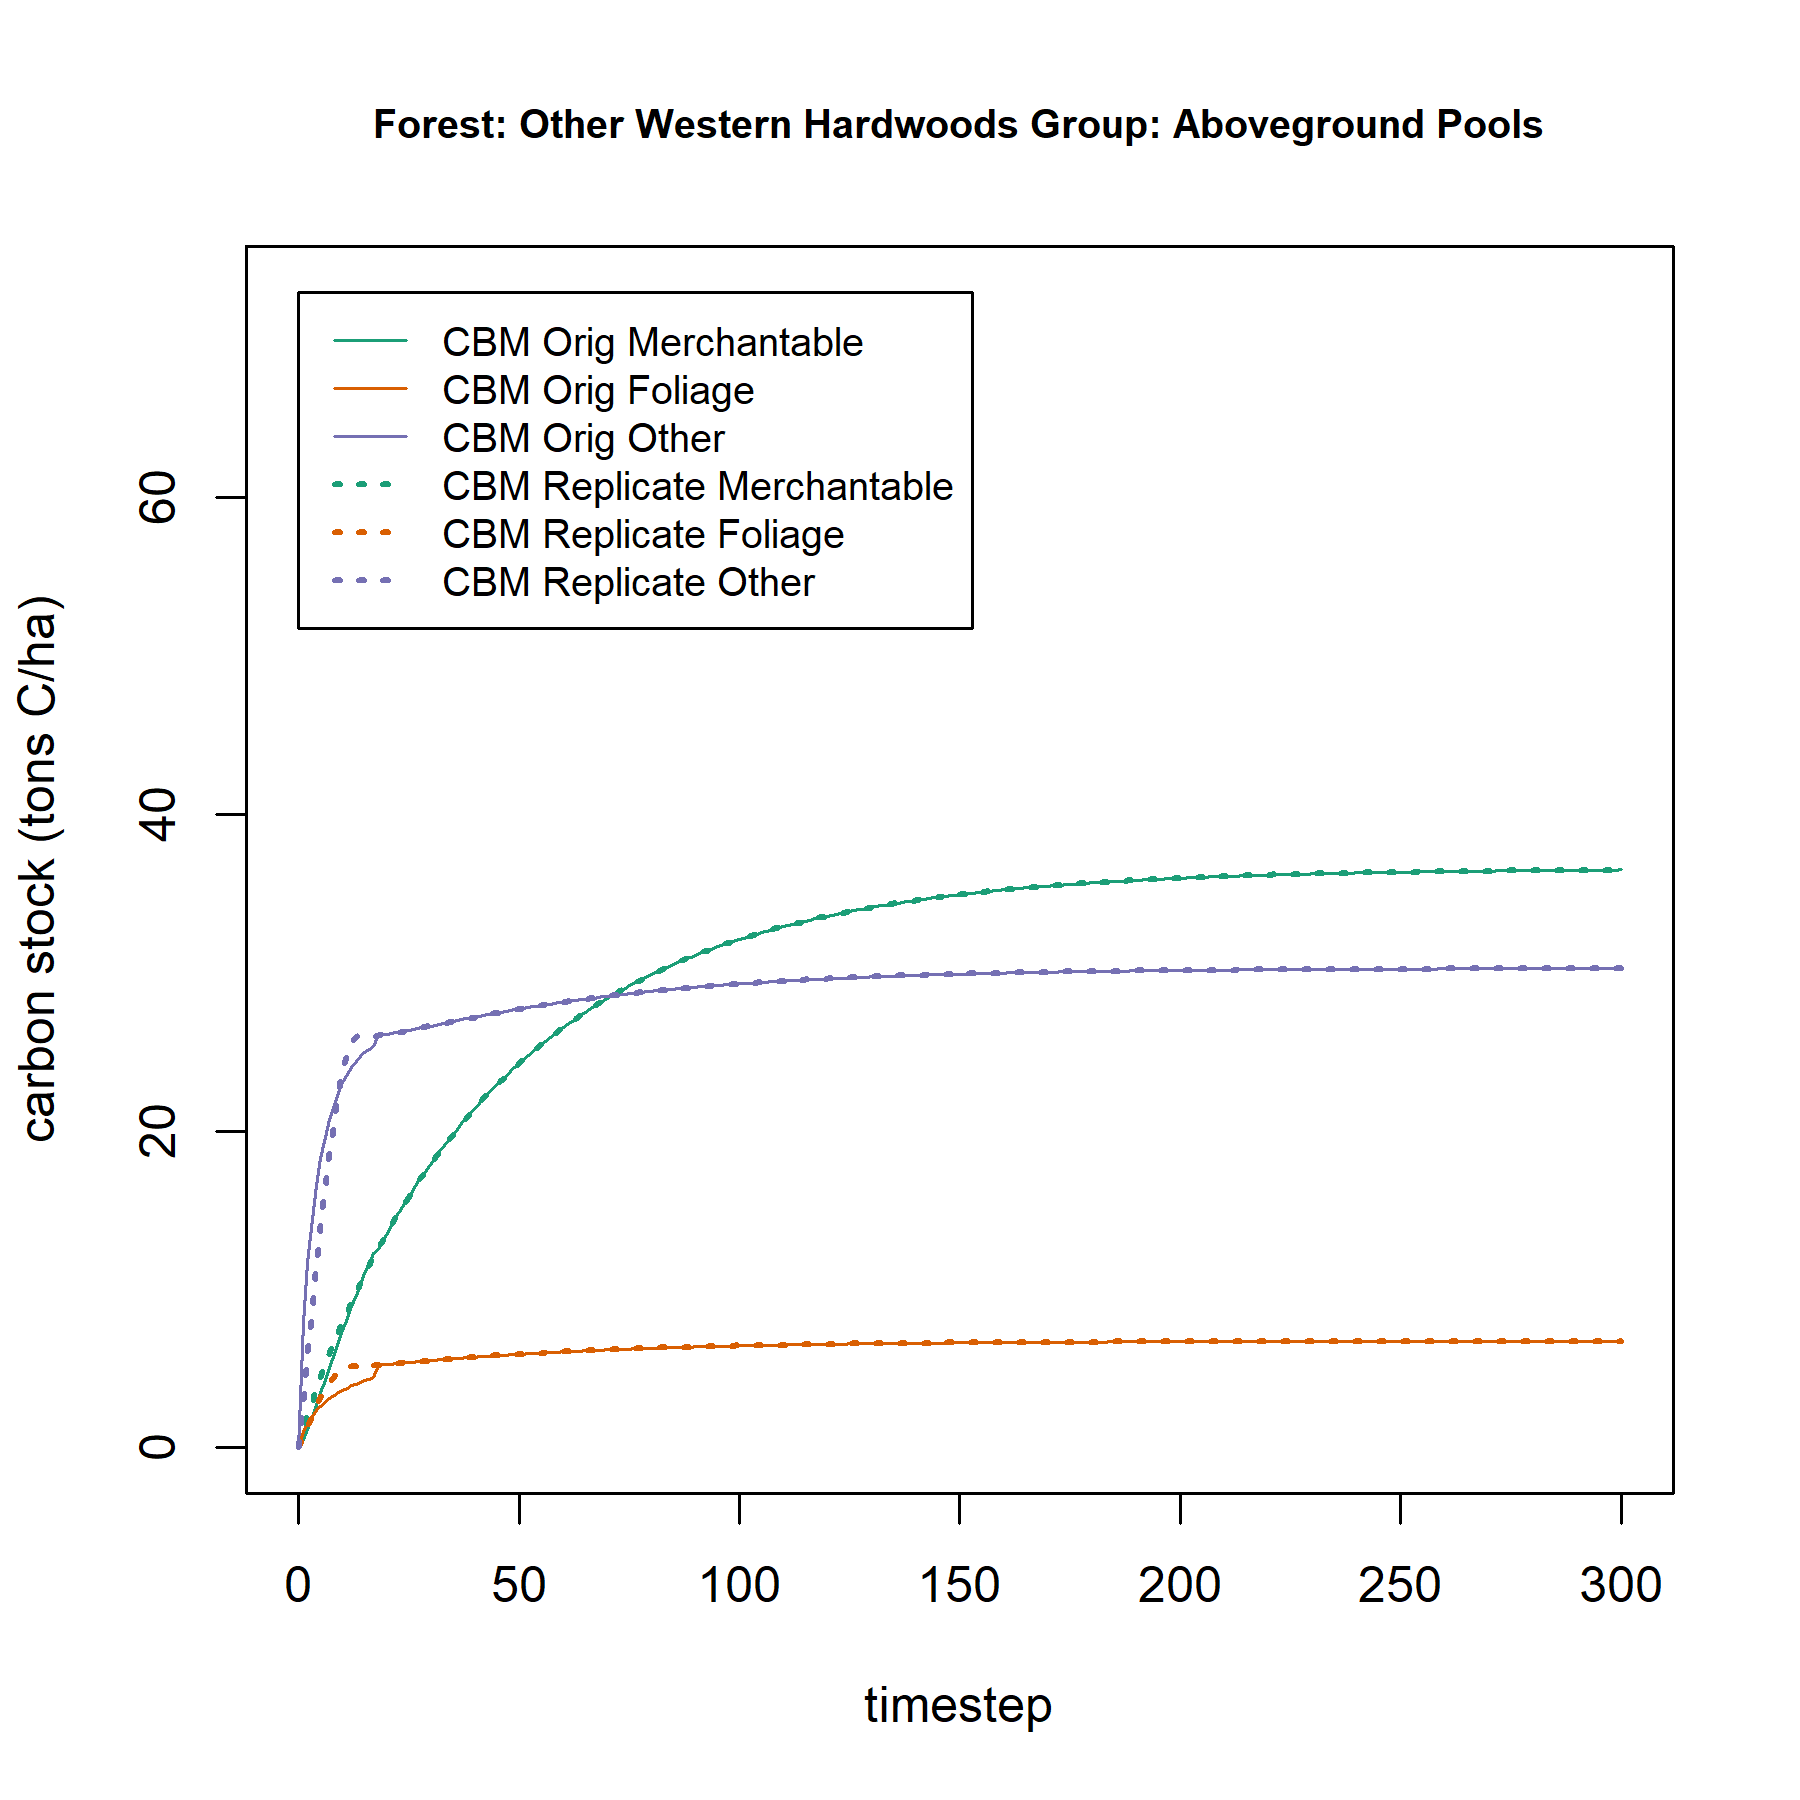 Forest: Other Western Hardwoods Group: Aboveground Pools
CBM Orig Merchantable
CBM Orig Foliage
CBM Orig Other
CBM Replicate Merchantable
CBM Replicate Foliage
CBM Replicate Other
carbon stock (tons C/ha)
60
40
20
0
0 50 100 150 200 250 300
timestep